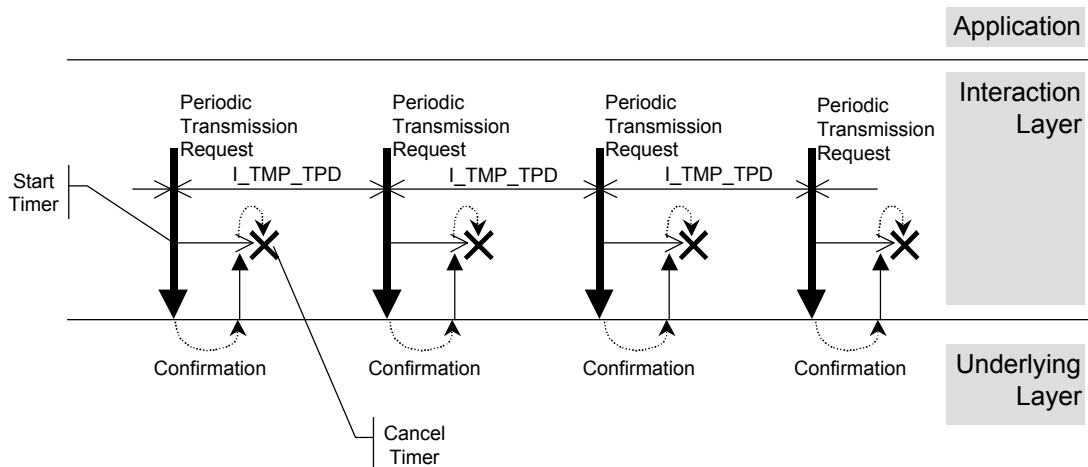 Application
Interaction
Layer
Periodic
Transmission
Request
Periodic
Transmission
Request
Periodic
Transmission
Request
Periodic
Transmission
Request
I_TMP_TPD
I_TMP_TPD
I_TMP_TPD
Start
Timer
Confirmation
Confirmation
Confirmation
Confirmation
Underlying
Layer
Cancel
Timer